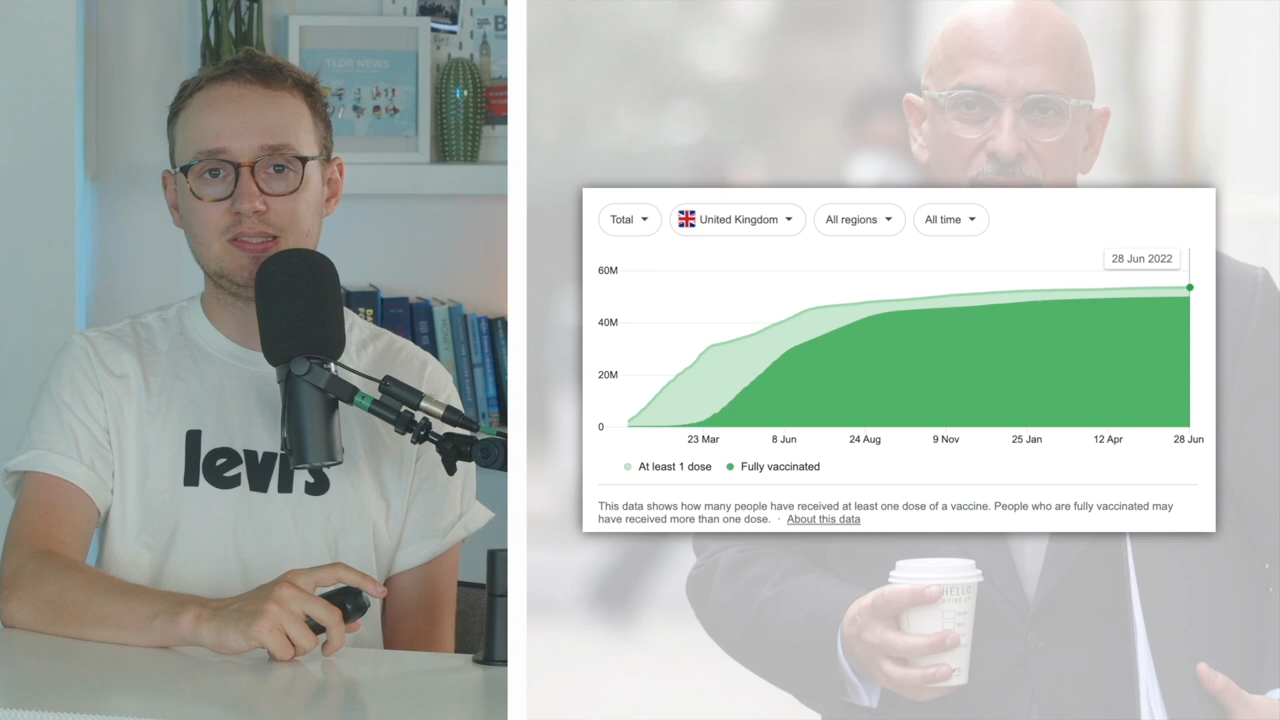 TLDR NEWS
levi's
Total
United Kingdom
All regions
All time
28 Jun 2022
60M
40M
20M
0
23 Mar
8 Jun
24 Aug
9 Nov
25 Jan
12 Apr
28 Jun
At least 1 dose
Fully vaccinated
This data shows how many people have received at least one dose of a vaccine. People who are fully vaccinated may
have received more than one dose. · About this data
HELLO